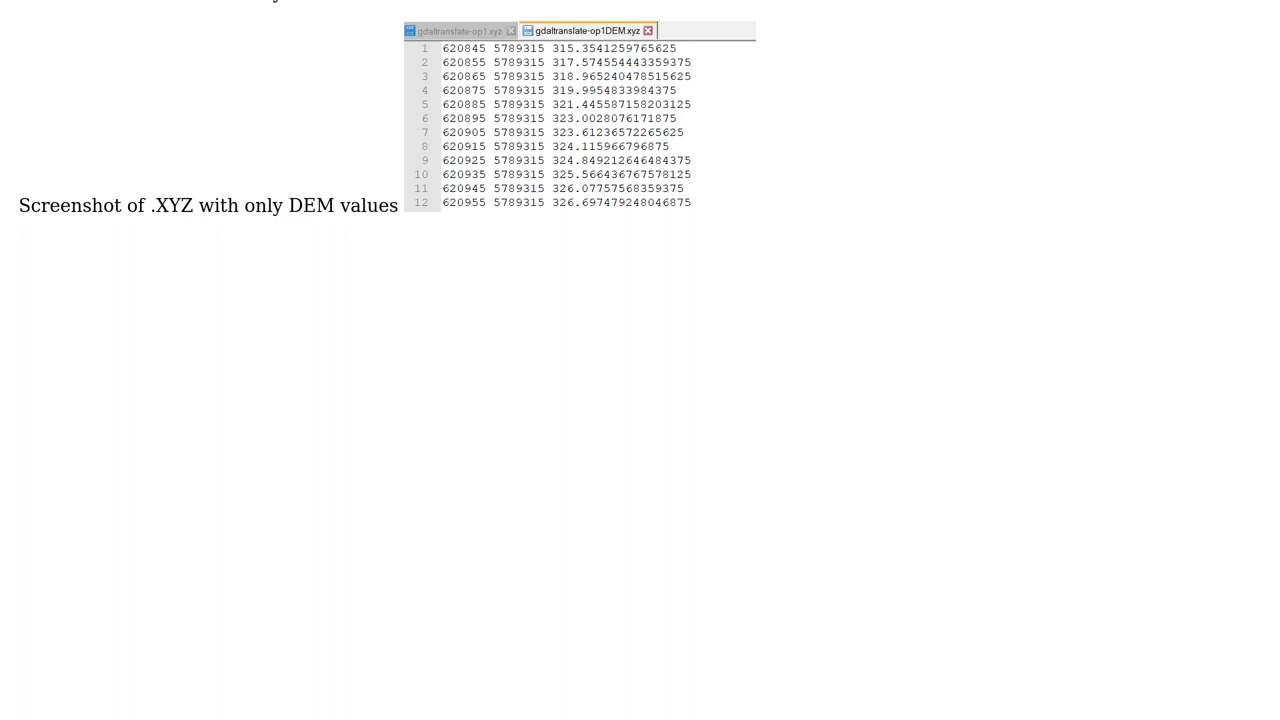 gdaltranslate-op1.xyz gdaltranslate-op1DEM.xyz
1 620845 5789315 315.3541259765625
2 620855 5789315 317.574554443359375
3 620865 5789315 318.965240478515625
4 620875 5789315 319.9954833984375
5 620885 5789315 321.445587158203125
6 620895 5789315 323.0028076171875
7 620905 5789315 323.61236572265625
8 620915 5789315 324.115966796875
9 620925 5789315 324.849212646484375
10 620935 5789315 325.566436767578125
11 620945 5789315 326.07757568359375
12 620955 5789315 326.697479248046875
Screenshot of .XYZ with only DEM values